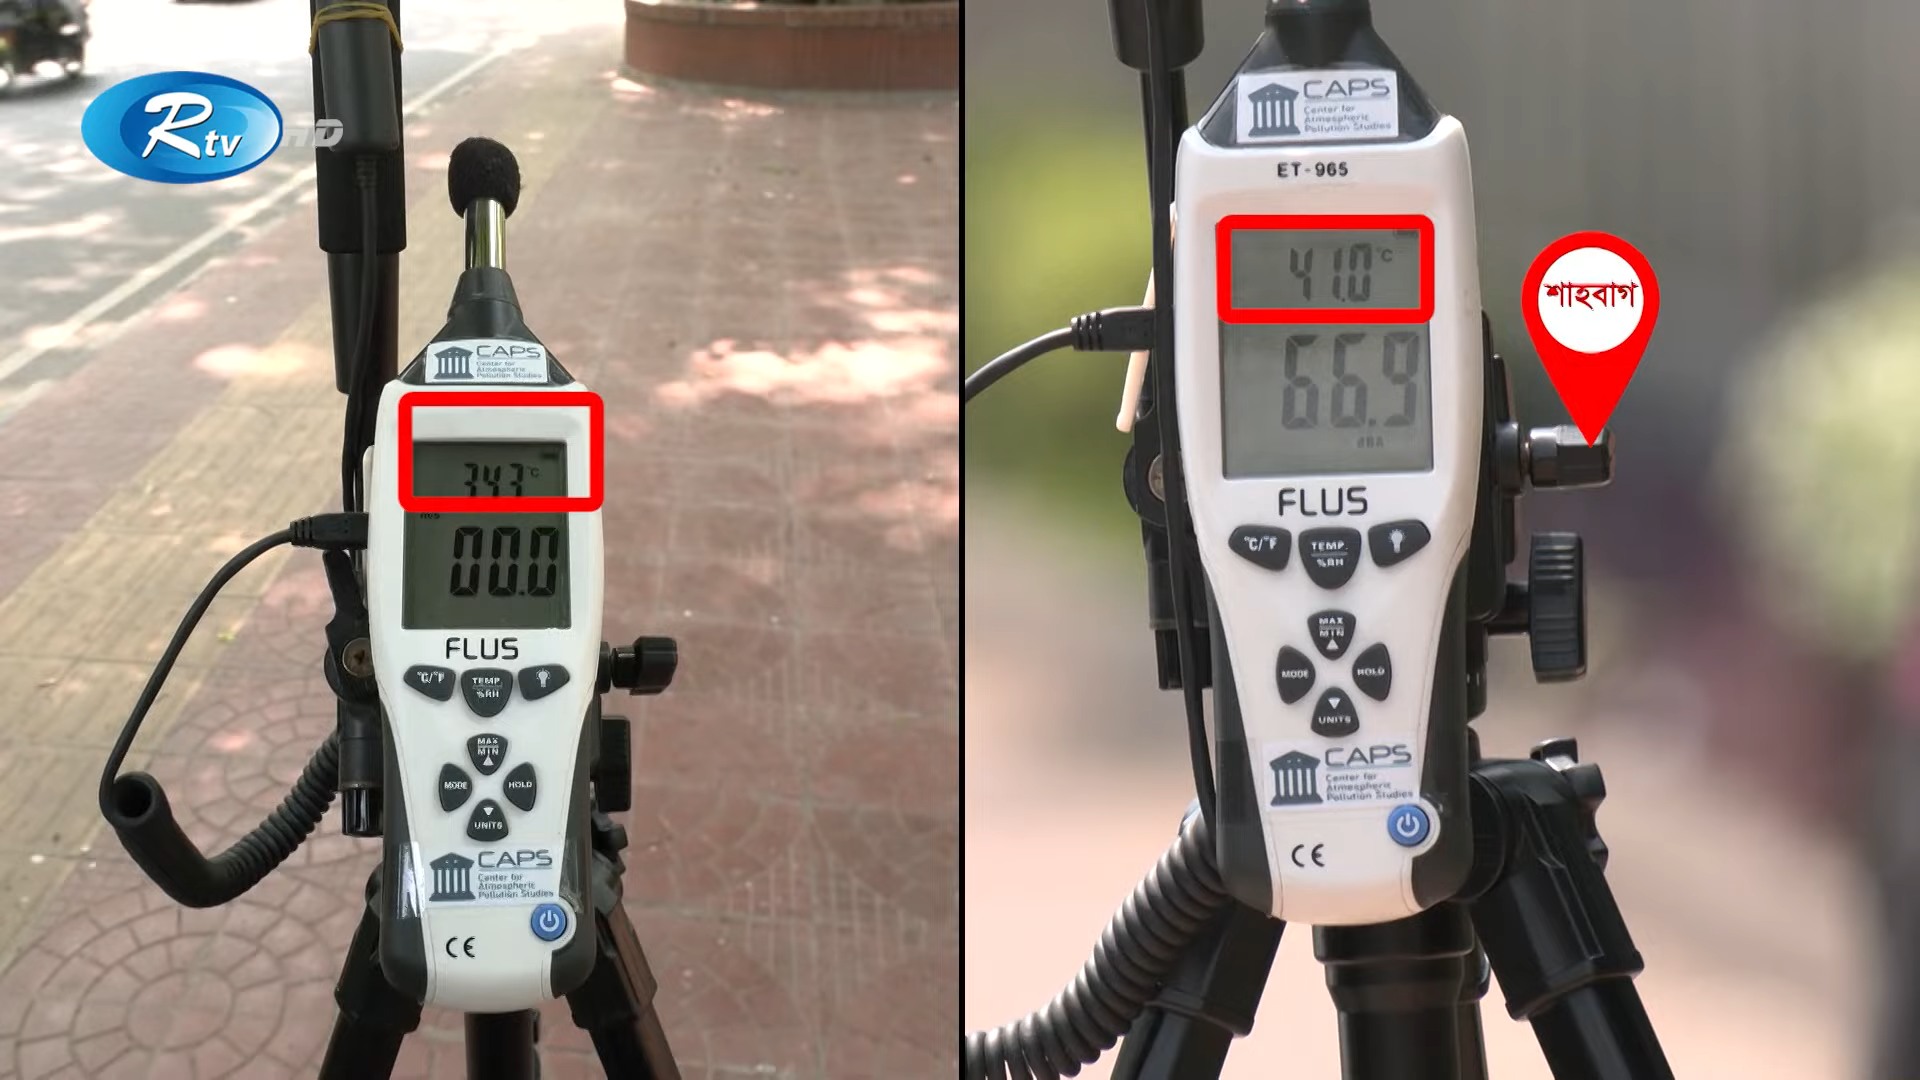 Rtv HD
CAPS
Center for
Atmospheric
Pollution Studies
34.3 °C
m/s
00.0
FLUS
°C/°F
TEMP.
%RH
MAX
MIN
MODE
HOLD
UNITS
CAPS
Center for
Atmospheric
Pollution Studies
CE
CAPS
Center for
Atmospheric
Pollution Studies
ET-965
41.0 °C
66.9
dBA
শাহবাগ
FLUS
°C/°F
TEMP.
%RH
MAX
MIN
MODE
HOLD
UNITS
CAPS
Center for
Atmospheric
Pollution Studies
CE